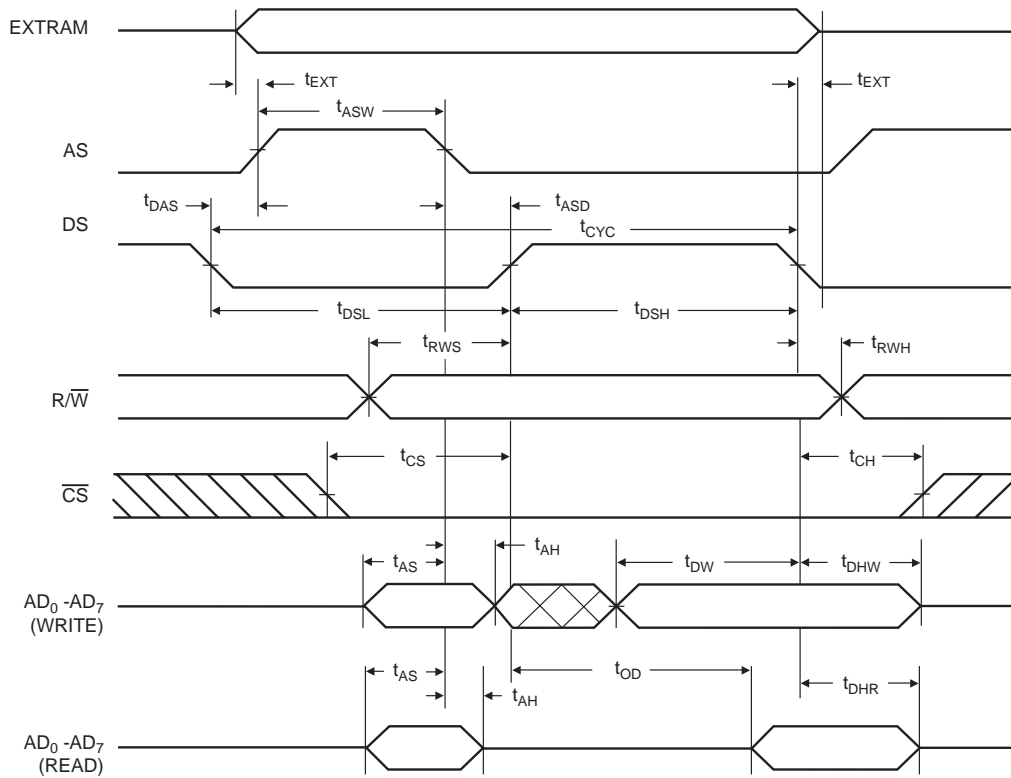 EXTRAM
tEXT
tEXT
tASW
AS
tDAS
tASD
DS
tCYC
tDSL
tDSH
tRWS
tRWH
R/W̅
tCS
tCH
C̅S̅
tAS
tAH
tDW
tDHW
AD0 -AD7
(WRITE)
tAS
tAH
tOD
tDHR
AD0 -AD7
(READ)